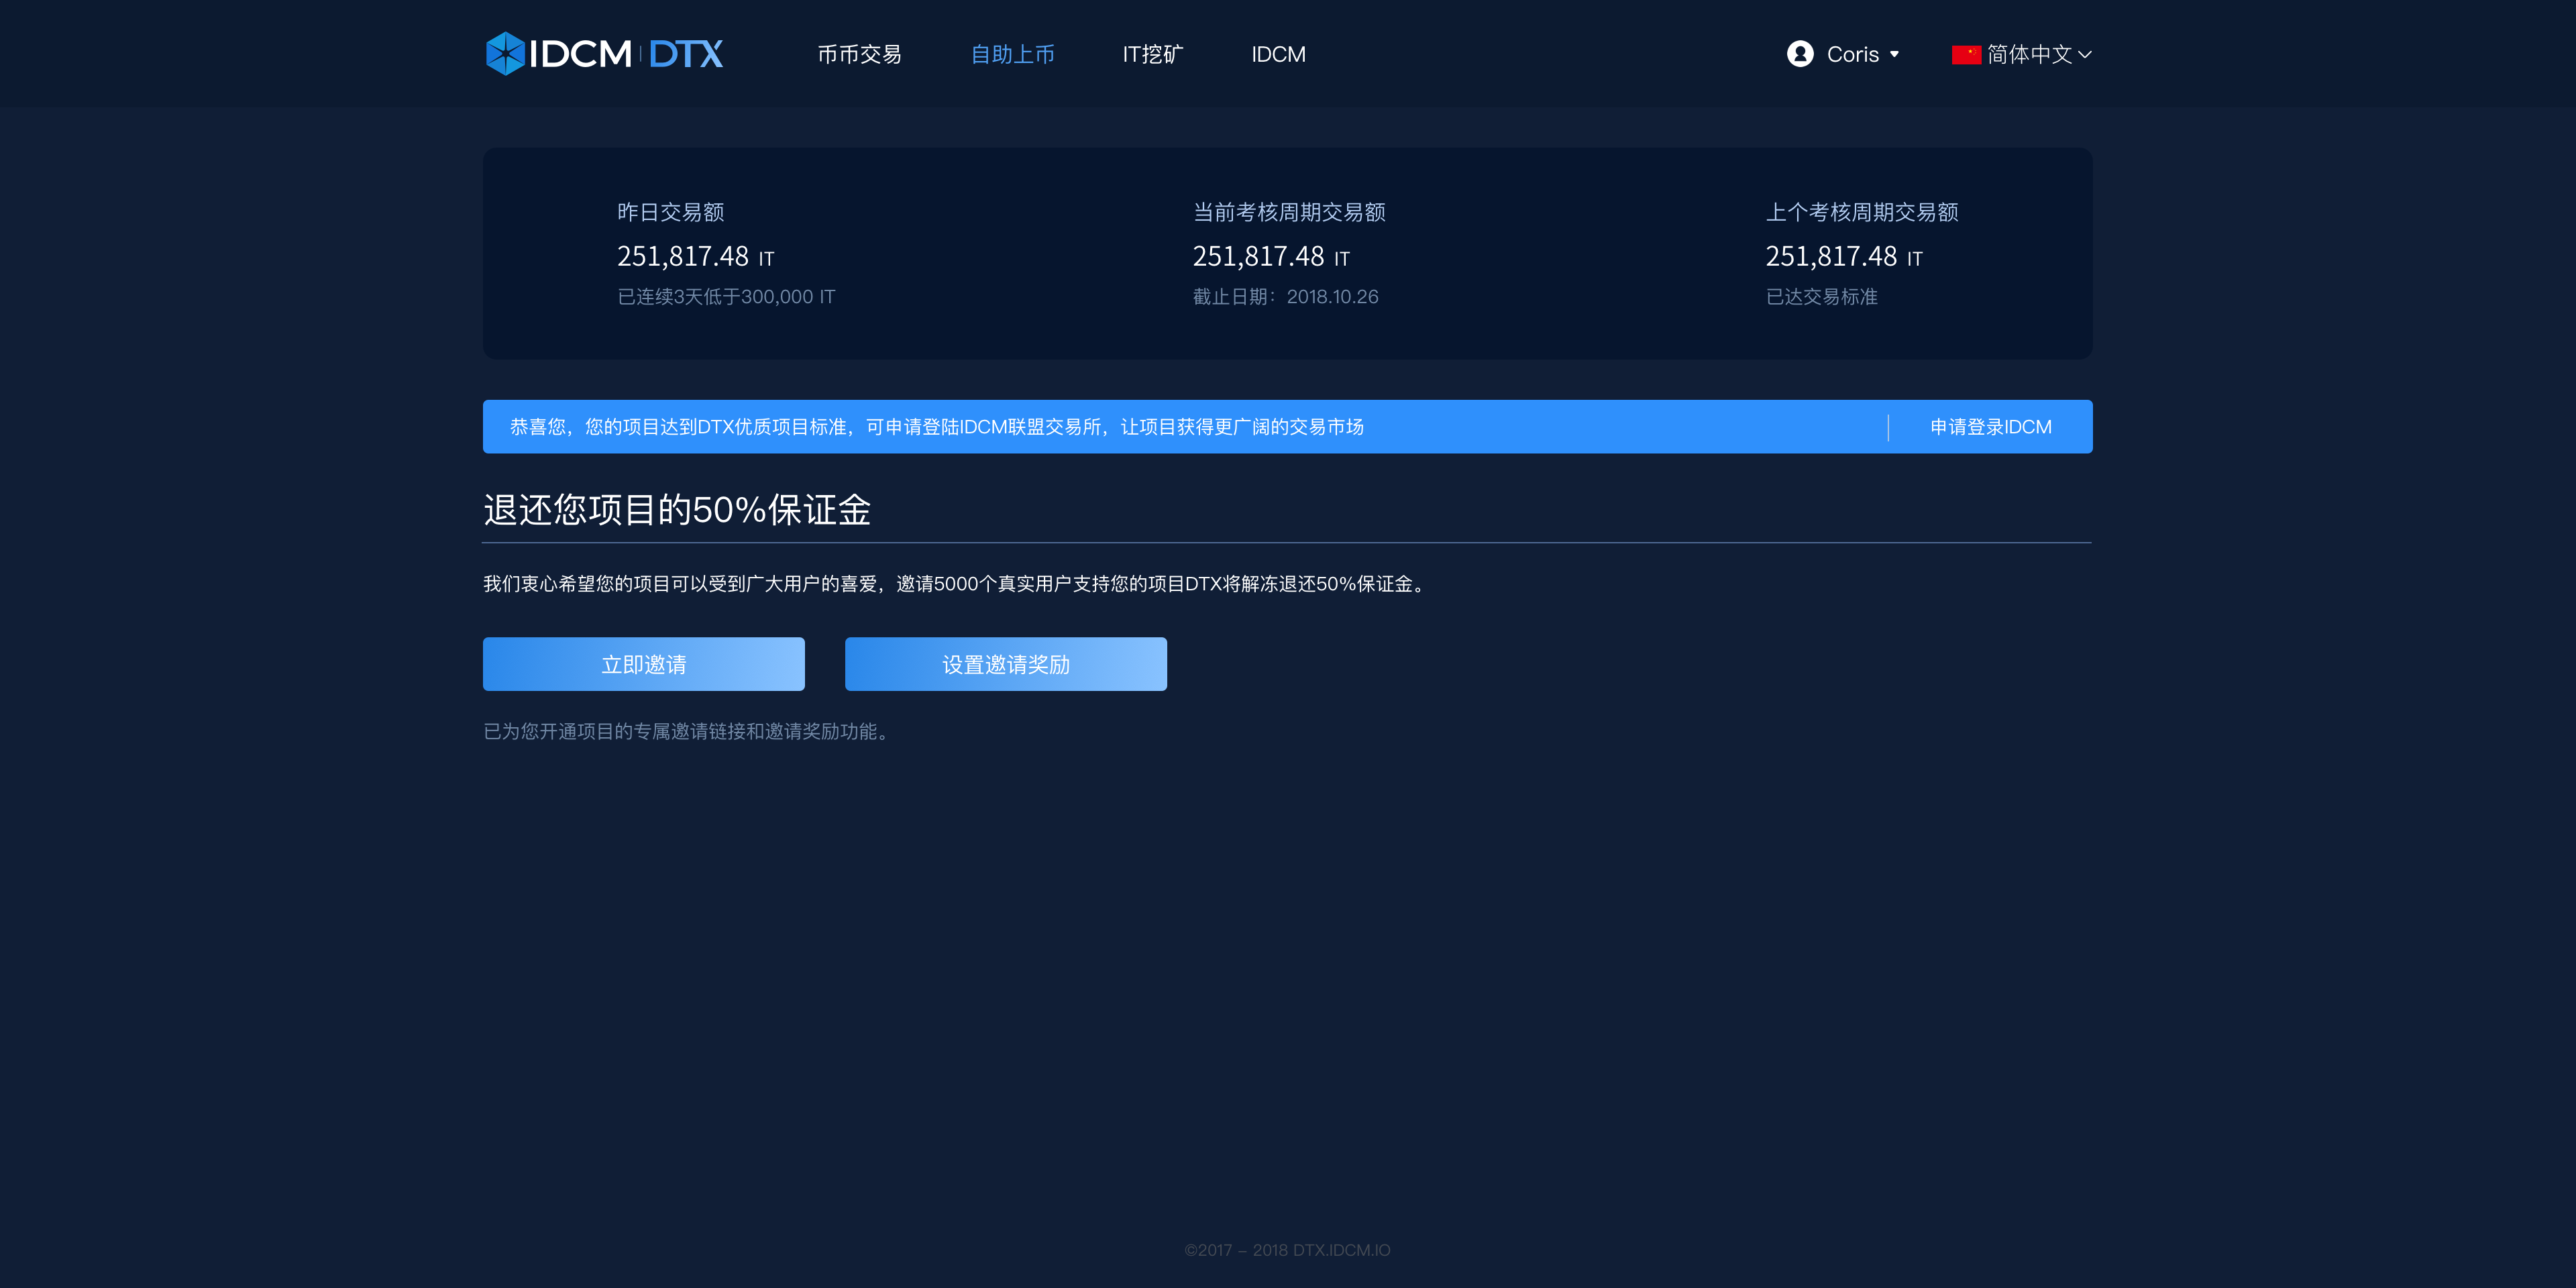 IDCM | DTX 币币交易 自助上币 IT挖矿 IDCM Coris 简体中文
昨日交易额 当前考核周期交易额 上个考核周期交易额
251,817.48 IT 251,817.48 IT 251,817.48 IT
已连续3天低于300,000 IT 截止日期：2018.10.26 已达交易标准
恭喜您，您的项目达到DTX优质项目标准，可申请登陆IDCM联盟交易所，让项目获得更广阔的交易市场 申请登录IDCM
退还您项目的50%保证金
我们衷心希望您的项目可以受到广大用户的喜爱，邀请5000个真实用户支持您的项目DTX将解冻退还50%保证金。
立即邀请 设置邀请奖励
已为您开通项目的专属邀请链接和邀请奖励功能。
©2017 – 2018 DTX.IDCM.IO